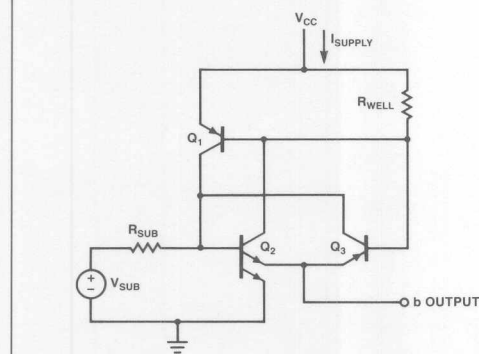 VCC
ISUPPLY
RWELL
Q1
RSUB
Q2
Q3
VSUB
+
−
b OUTPUT